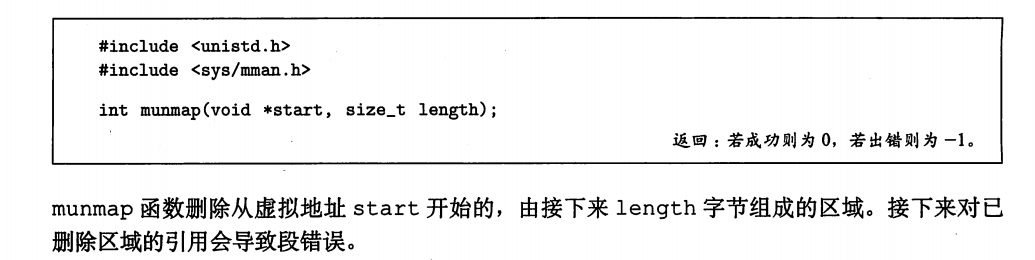 #include <unistd.h>
#include <sys/mman.h>
int munmap(void *start, size_t length);
返回：若成功则为 0，若出错则为 -1。
munmap 函数删除从虚拟地址 start 开始的，由接下来 length 字节组成的区域。接下来对已
删除区域的引用会导致段错误。